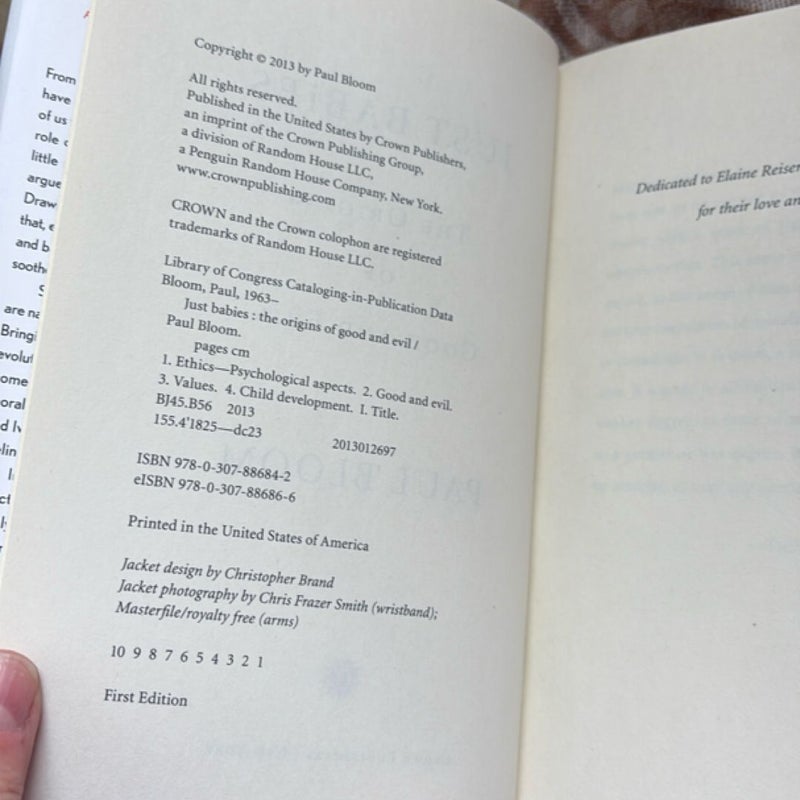 From
have
of us
role
little
argue
Draw
that,
and b
sooth
S
are na
Bringi
evolut
ome
oral
Copyright © 2013 by Paul Bloom
All rights reserved.
Published in the United States by Crown Publishers,
an imprint of the Crown Publishing Group,
a division of Random House LLC,
a Penguin Random House Company, New York.
www.crownpublishing.com
CROWN and the Crown colophon are registered
trademarks of Random House LLC.
Library of Congress Cataloging-in-Publication Data
Bloom, Paul, 1963–
Just babies : the origins of good and evil /
Paul Bloom.
pages cm
1. Ethics—Psychological aspects. 2. Good and evil.
3. Values. 4. Child development. I. Title.
BJ45.B56 2013
155.4'1825—dc23 2013012697
ISBN 978-0-307-88684-2
eISBN 978-0-307-88686-6
Printed in the United States of America
Jacket design by Christopher Brand
Jacket photography by Chris Frazer Smith (wristband);
Masterfile/royalty free (arms)
10 9 8 7 6 5 4 3 2 1
First Edition
Dedicated to Elaine Reiser
for their love an